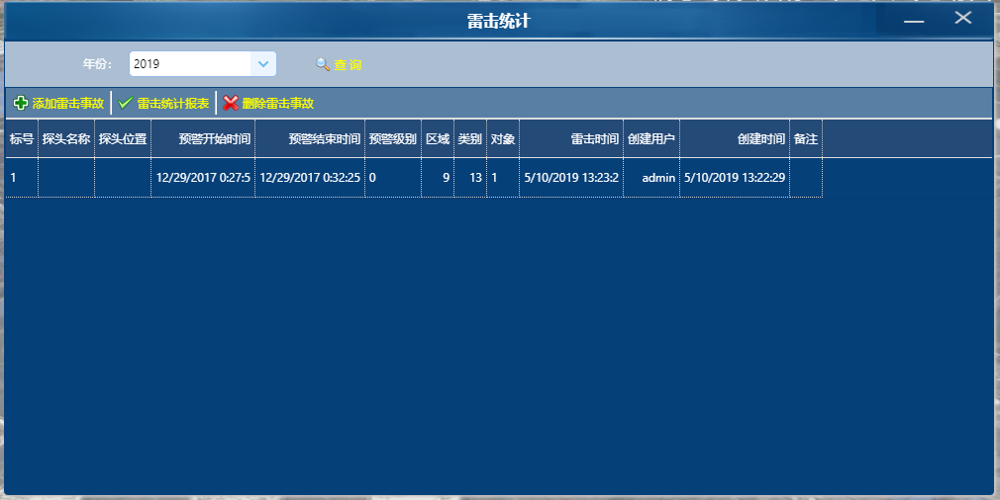 雷击统计
年份： 2019 查 询
添加雷击事故 雷击统计报表 删除雷击事故
标号 探头名称 探头位置 预警开始时间 预警结束时间 预警级别 区域 类别 对象 雷击时间 创建用户 创建时间 备注
1 12/29/2017 0:27:5 12/29/2017 0:32:25 0 9 13 1 5/10/2019 13:23:2 admin 5/10/2019 13:22:29